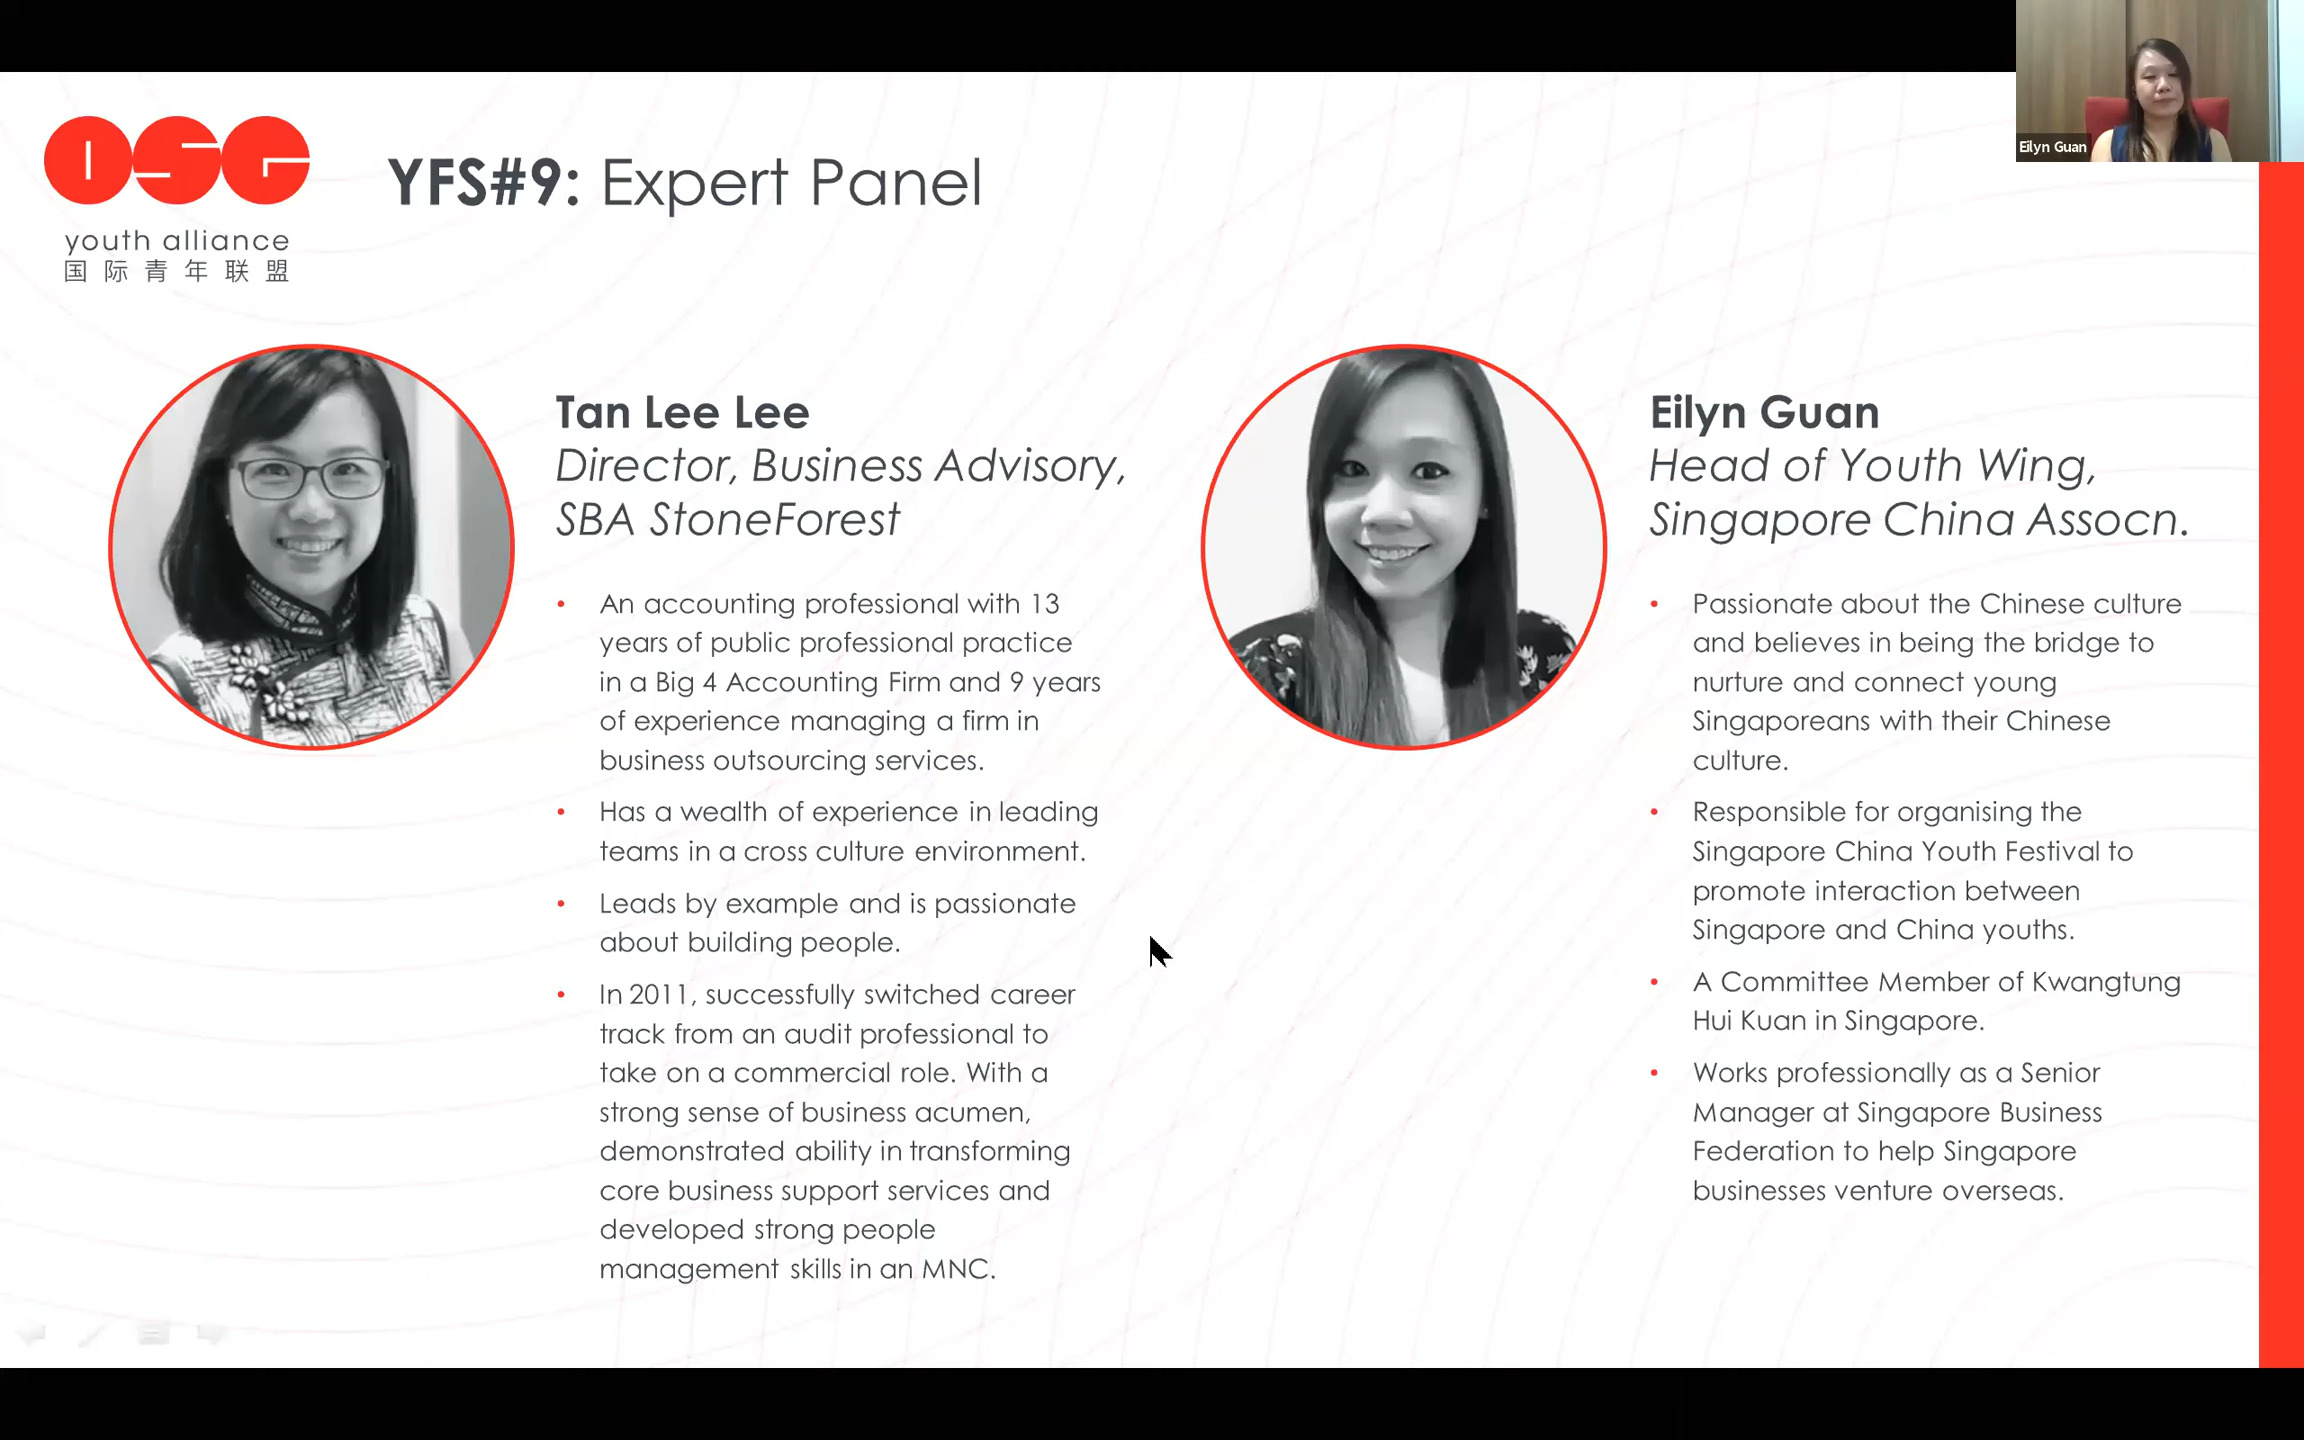 Eilyn Guan
OSG
youth alliance
国际青年联盟
YFS#9: Expert Panel
Tan Lee Lee
Director, Business Advisory,
SBA StoneForest
• An accounting professional with 13
years of public professional practice
in a Big 4 Accounting Firm and 9 years
of experience managing a firm in
business outsourcing services.
• Has a wealth of experience in leading
teams in a cross culture environment.
• Leads by example and is passionate
about building people.
• In 2011, successfully switched career
track from an audit professional to
take on a commercial role. With a
strong sense of business acumen,
demonstrated ability in transforming
core business support services and
developed strong people
management skills in an MNC.
Eilyn Guan
Head of Youth Wing,
Singapore China Assocn.
• Passionate about the Chinese culture
and believes in being the bridge to
nurture and connect young
Singaporeans with their Chinese
culture.
• Responsible for organising the
Singapore China Youth Festival to
promote interaction between
Singapore and China youths.
• A Committee Member of Kwangtung
Hui Kuan in Singapore.
• Works professionally as a Senior
Manager at Singapore Business
Federation to help Singapore
businesses venture overseas.